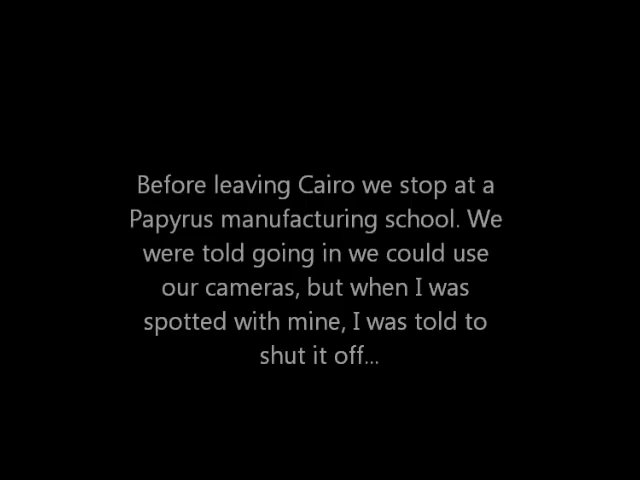 Before leaving Cairo we stop at a
Papyrus manufacturing school. We
were told going in we could use
our cameras, but when I was
spotted with mine, I was told to
shut it off...